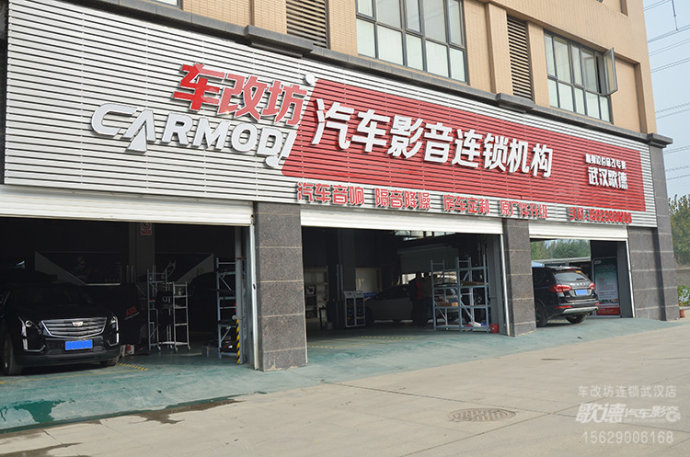 车改坊
CARMODI
汽车影音连锁机构
武汉歌德
汽车音响 隔音降噪
车改坊连锁武汉店
歌德汽车影音
15629006168